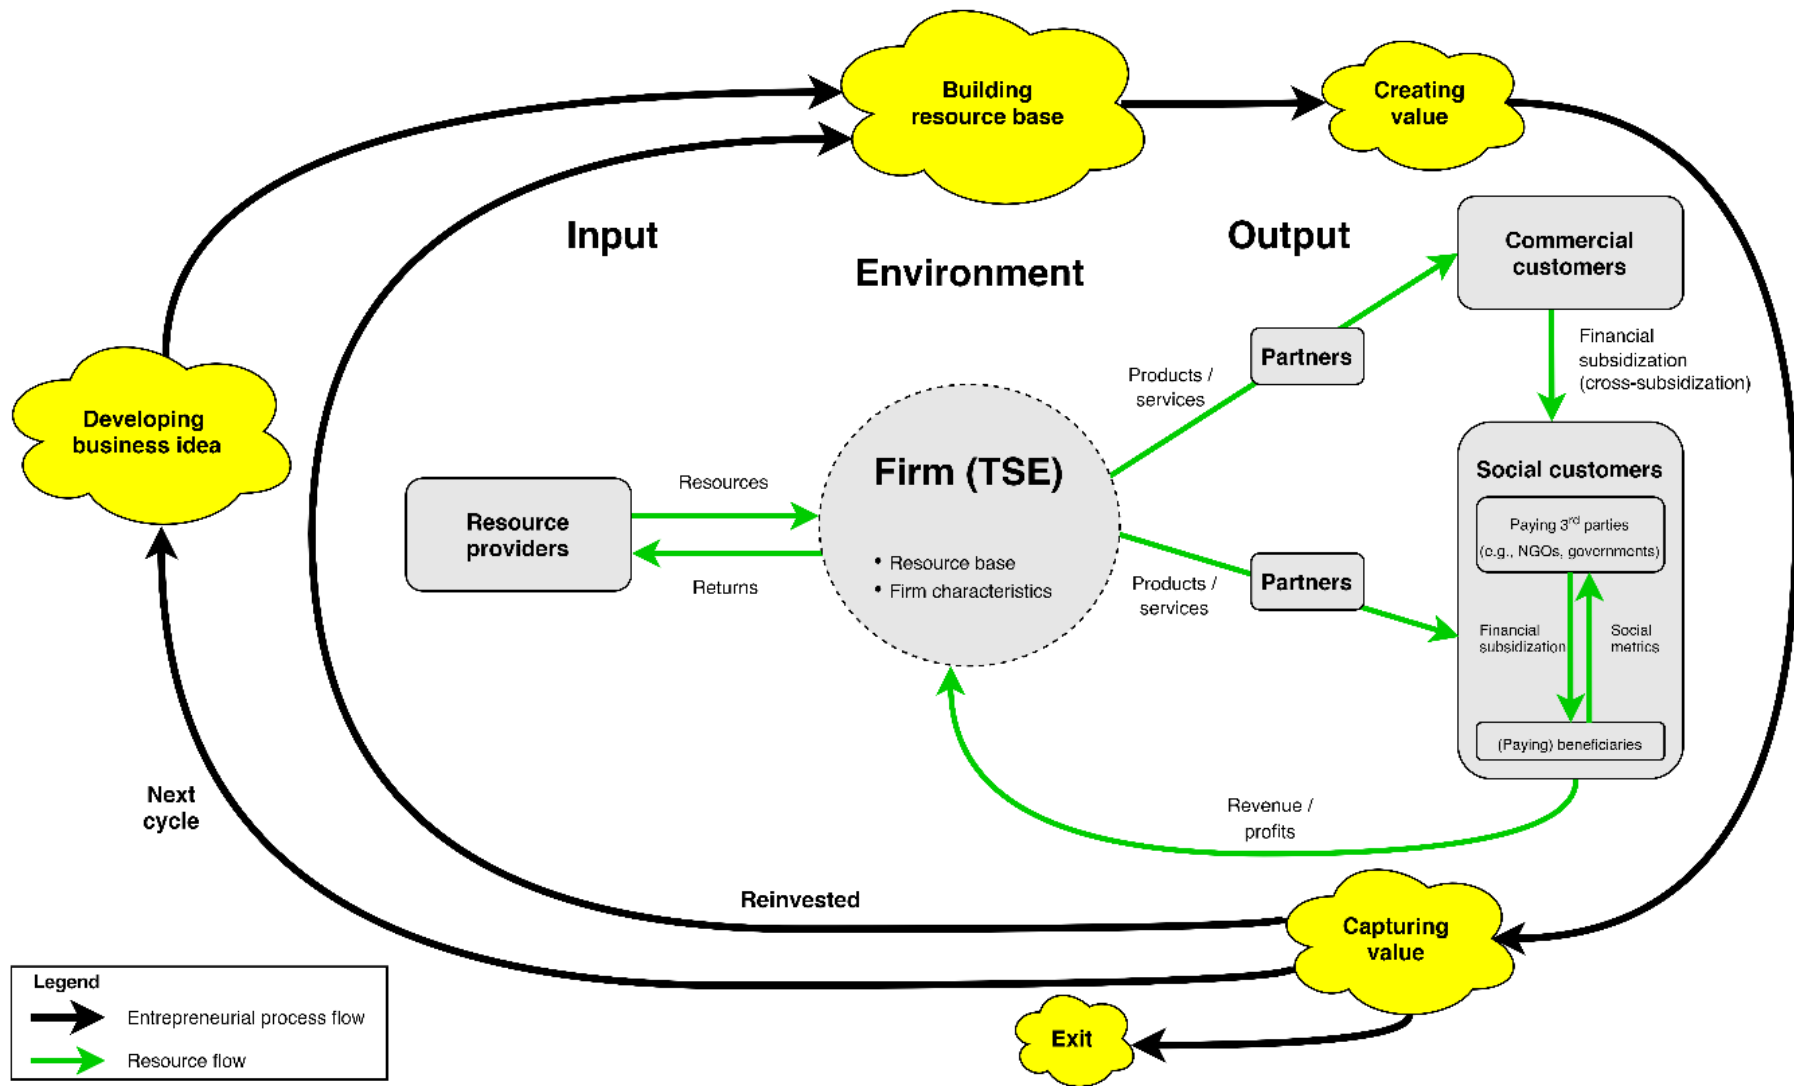 Building
resource base
Creating
value
Input
Output
Environment
Commercial
customers
Partners
Financial
subsidization
(cross-subsidization)
Products /
services
Developing
business idea
Firm (TSE)
• Resource base
• Firm characteristics
Resources
Resource
providers
Returns
Products /
services
Partners
Social customers
Paying 3rd parties
(e.g., NGOs, governments)
Financial
subsidization
Social
metrics
(Paying) beneficiaries
Next
cycle
Revenue /
profits
Reinvested
Capturing
value
Exit
Legend
Entrepreneurial process flow
Resource flow